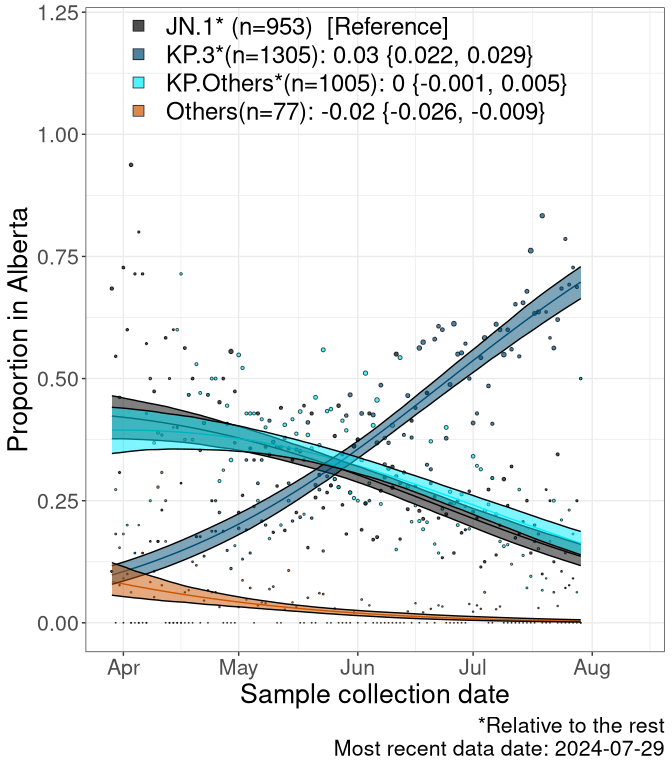 JN.1* (n=953)  [Reference]
KP.3*(n=1305): 0.03 {0.022, 0.029}
KP.Others*(n=1005): 0 {-0.001, 0.005}
Others(n=77): -0.02 {-0.026, -0.009}
1.25
1.00
0.75
0.50
0.25
0.00
Proportion in Alberta
Apr May Jun Jul Aug
Sample collection date
*Relative to the rest
Most recent data date: 2024-07-29